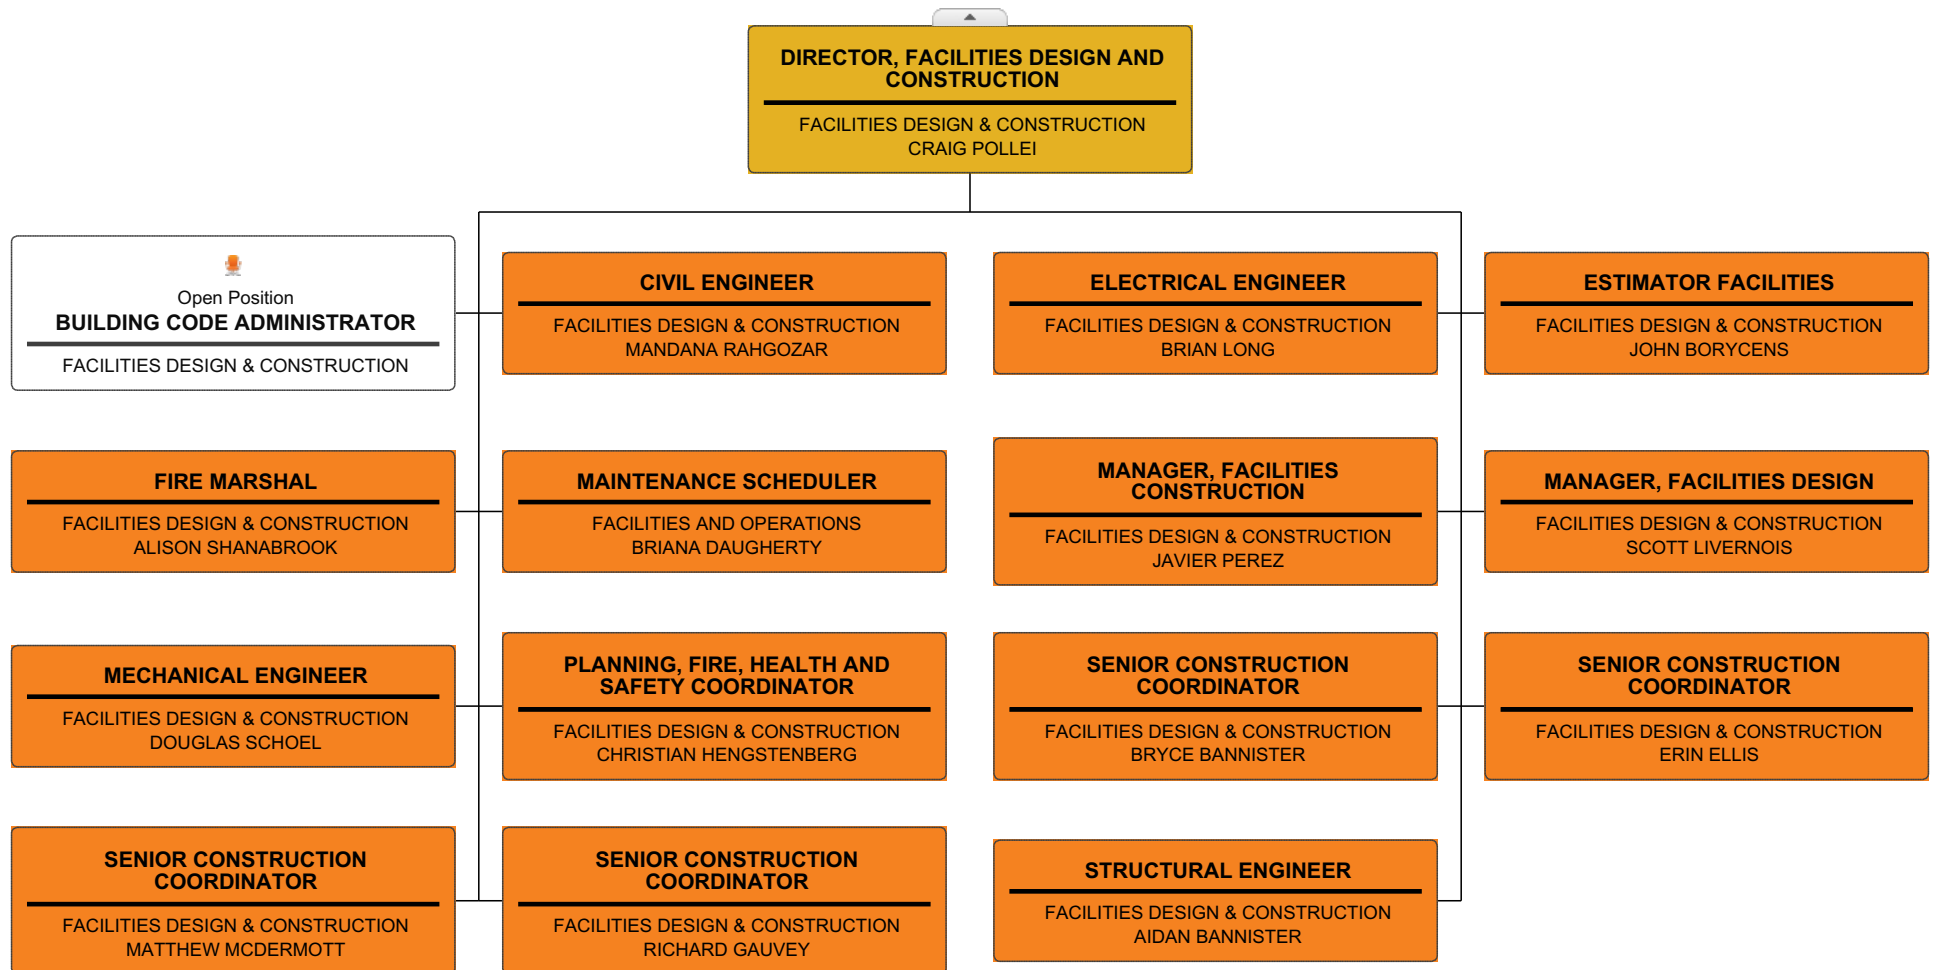 DIRECTOR, FACILITIES DESIGN AND
CONSTRUCTION
FACILITIES DESIGN & CONSTRUCTION
CRAIG POLLEI
Open Position
BUILDING CODE ADMINISTRATOR
FACILITIES DESIGN & CONSTRUCTION
CIVIL ENGINEER
FACILITIES DESIGN & CONSTRUCTION
MANDANA RAHGOZAR
ELECTRICAL ENGINEER
FACILITIES DESIGN & CONSTRUCTION
BRIAN LONG
ESTIMATOR FACILITIES
FACILITIES DESIGN & CONSTRUCTION
JOHN BORYCENS
FIRE MARSHAL
FACILITIES DESIGN & CONSTRUCTION
ALISON SHANABROOK
MAINTENANCE SCHEDULER
FACILITIES AND OPERATIONS
BRIANA DAUGHERTY
MANAGER, FACILITIES
CONSTRUCTION
FACILITIES DESIGN & CONSTRUCTION
JAVIER PEREZ
MANAGER, FACILITIES DESIGN
FACILITIES DESIGN & CONSTRUCTION
SCOTT LIVERNOIS
MECHANICAL ENGINEER
FACILITIES DESIGN & CONSTRUCTION
DOUGLAS SCHOEL
PLANNING, FIRE, HEALTH AND
SAFETY COORDINATOR
FACILITIES DESIGN & CONSTRUCTION
CHRISTIAN HENGSTENBERG
SENIOR CONSTRUCTION
COORDINATOR
FACILITIES DESIGN & CONSTRUCTION
BRYCE BANNISTER
SENIOR CONSTRUCTION
COORDINATOR
FACILITIES DESIGN & CONSTRUCTION
ERIN ELLIS
SENIOR CONSTRUCTION
COORDINATOR
FACILITIES DESIGN & CONSTRUCTION
MATTHEW MCDERMOTT
SENIOR CONSTRUCTION
COORDINATOR
FACILITIES DESIGN & CONSTRUCTION
RICHARD GAUVEY
STRUCTURAL ENGINEER
FACILITIES DESIGN & CONSTRUCTION
AIDAN BANNISTER